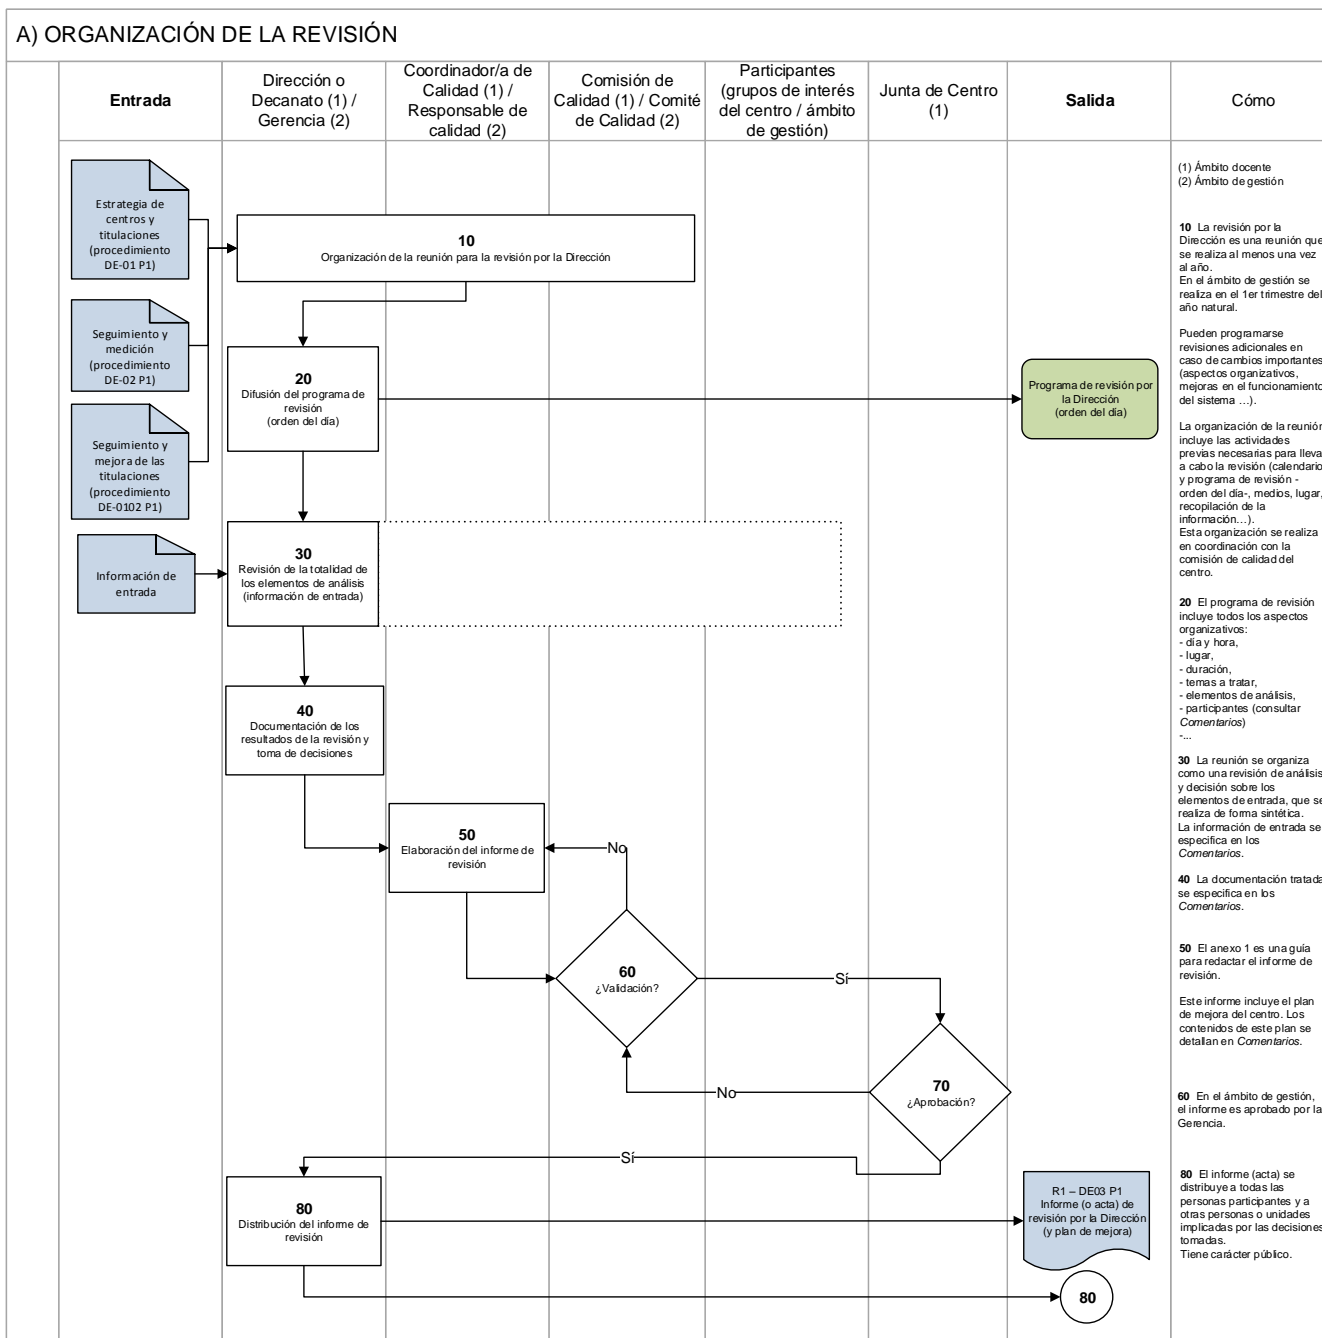 A) ORGANIZACIÓN DE LA REVISIÓN
Entrada
Dirección o
Decanato (1) /
Gerencia (2)
Coordinador/a de
Calidad (1) /
Responsable de
calidad (2)
Comisión de
Calidad (1) / Comité
de Calidad (2)
Participantes
(grupos de interés
del centro / ámbito
de gestión)
Junta de Centro
(1)
Salida
Cómo
Estrategia de
centros y
titulaciones
(procedimiento
DE-01 P1)
Seguimiento y
medición
(procedimiento
DE-02 P1)
Seguimiento y
mejora de las
titulaciones
(procedimiento
DE-0102 P1)
Información de
entrada
10
Organización de la reunión para la revisión por la Dirección
20
Difusión del programa de
revisión
(orden del día)
Programa de revisión por
la Dirección
(orden del día)
30
Revisión de la totalidad de
los elementos de análisis
(información de entrada)
40
Documentación de los
resultados de la revisión y
toma de decisiones
50
Elaboración del informe de
revisión
No
60
¿Validación?
Sí
70
¿Aprobación?
No
Sí
80
Distribución del informe de
revisión
R1 – DE03 P1
Informe (o acta) de
revisión por la Dirección
(y plan de mejora)
80
(1) Ámbito docente
(2) Ámbito de gestión
10 La revisión por la
Dirección es una reunión que
se realiza al menos una vez
al año.
En el ámbito de gestión se
realiza en el 1er trimestre del
año natural.
Pueden programarse
revisiones adicionales en
caso de cambios importantes
(aspectos organizativos,
mejoras en el funcionamiento
del sistema ...).
La organización de la reunión
incluye las actividades
previas necesarias para lleva
a cabo la revisión (calendario
y programa de revisión -
orden del día-, medios, lugar,
recopilación de la
información...).
Esta organización se realiza
en coordinación con la
comisión de calidad del
centro.
20 El programa de revisión
incluye todos los aspectos
organizativos:
- día y hora,
- lugar,
- duración,
- temas a tratar,
- elementos de análisis,
- participantes (consultar
Comentarios)
-...
30 La reunión se organiza
como una revisión de análisis
y decisión sobre los
elementos de entrada, que se
realiza de forma sintética.
La información de entrada se
especifica en los
Comentarios.
40 La documentación tratada
se especifica en los
Comentarios.
50 El anexo 1 es una guía
para redactar el informe de
revisión.
Este informe incluye el plan
de mejora del centro. Los
contenidos de este plan se
detallan en Comentarios.
60 En el ámbito de gestión,
el informe es aprobado por la
Gerencia.
80 El informe (acta) se
distribuye a todas las
personas participantes y a
otras personas o unidades
implicadas por las decisiones
tomadas.
Tiene carácter público.